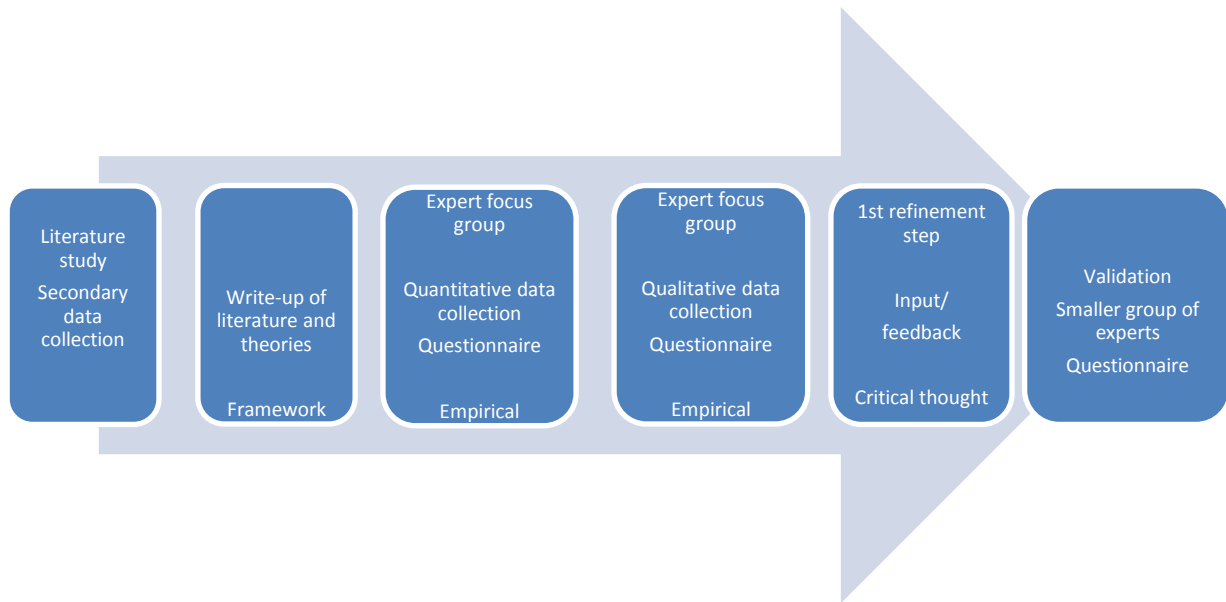 Literature
study
Secondary
data
collection
Write-up of
literature and
theories
Framework
Expert focus
group
Quantitative data
collection
Questionnaire
Empirical
Expert focus
group
Qualitative data
collection
Questionnaire
Empirical
1st refinement
step
Input/
feedback
Critical thought
Validation
Smaller group of
experts
Questionnaire